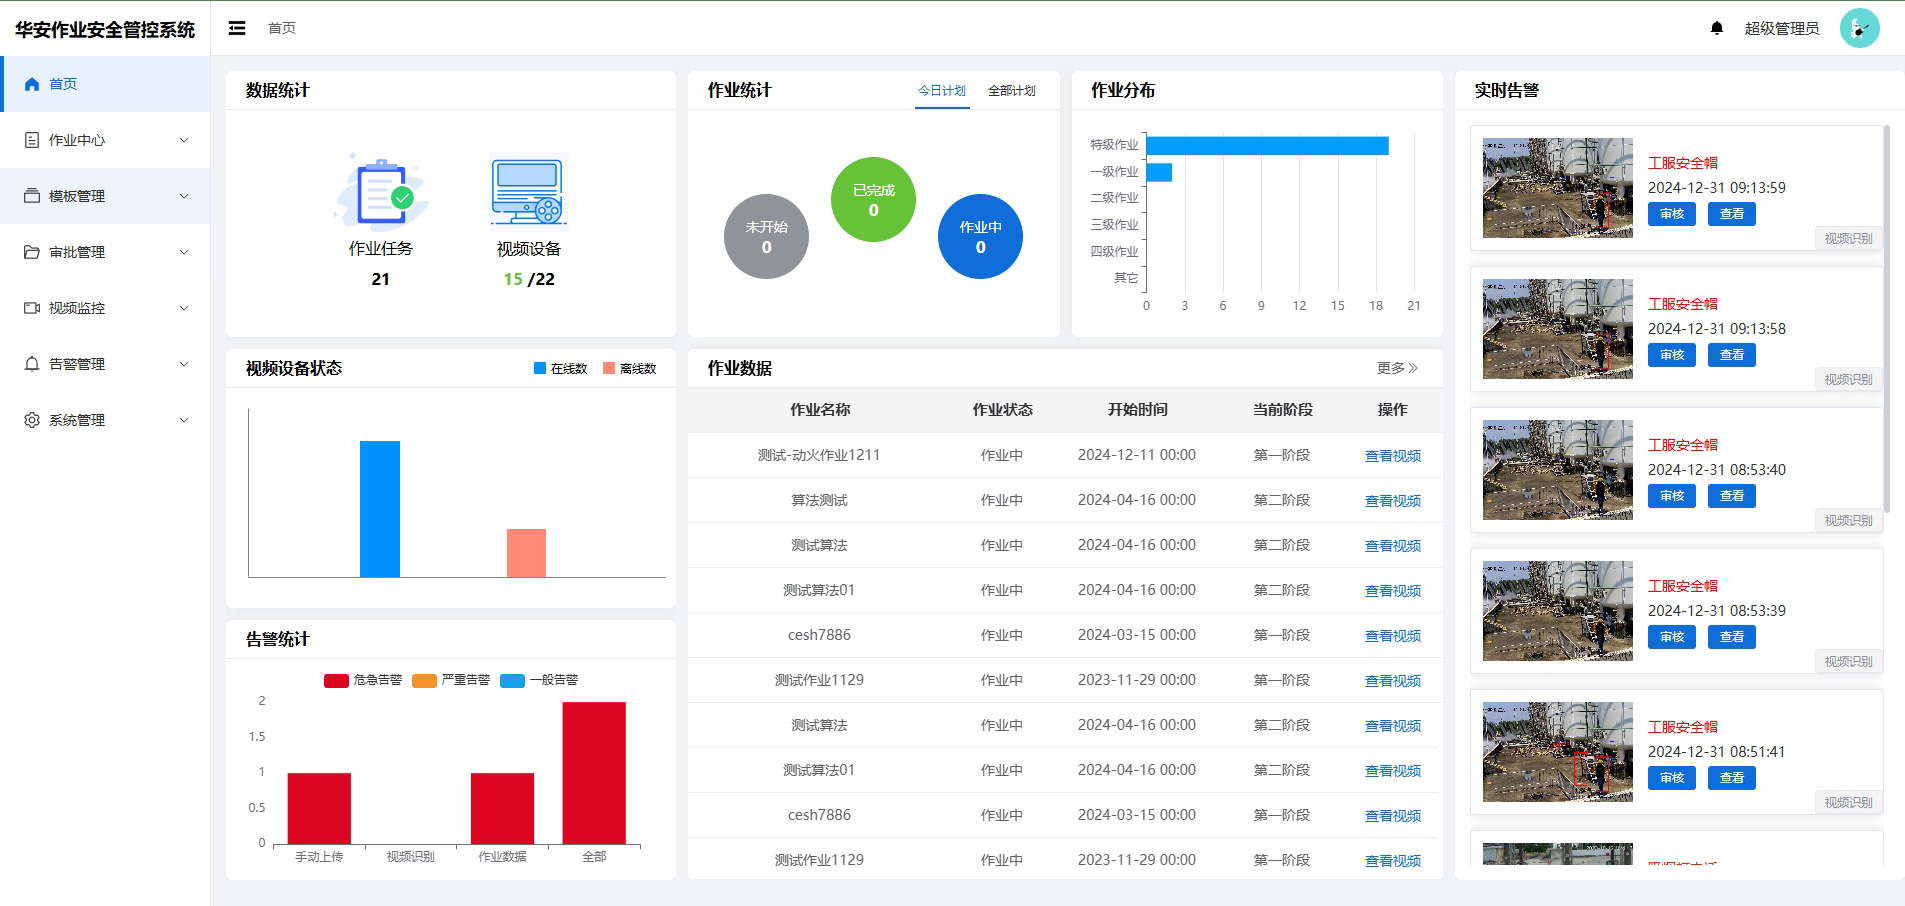 华安作业安全管控系统
首页
超级管理员
首页
作业中心
模板管理
审批管理
视频监控
告警管理
系统管理
数据统计
作业任务
21
视频设备
15 /22
作业统计
今日计划
全部计划
未开始
0
已完成
0
作业中
0
作业分布
特级作业
一级作业
二级作业
三级作业
四级作业
其它
0 3 6 9 12 15 18 21
视频设备状态
在线数
离线数
告警统计
危急告警 严重告警 一般告警
2
1.5
1
0.5
0
手动上传 视频识别 作业数据 全部
作业数据
更多
作业名称 作业状态 开始时间 当前阶段 操作
测试-动火作业1211 作业中 2024-12-11 00:00 第一阶段 查看视频
算法测试 作业中 2024-04-16 00:00 第二阶段 查看视频
测试算法 作业中 2024-04-16 00:00 第二阶段 查看视频
测试算法01 作业中 2024-04-16 00:00 第二阶段 查看视频
cesh7886 作业中 2024-03-15 00:00 第一阶段 查看视频
测试作业1129 作业中 2023-11-29 00:00 第一阶段 查看视频
测试算法 作业中 2024-04-16 00:00 第二阶段 查看视频
测试算法01 作业中 2024-04-16 00:00 第二阶段 查看视频
cesh7886 作业中 2024-03-15 00:00 第一阶段 查看视频
测试作业1129 作业中 2023-11-29 00:00 第一阶段 查看视频
实时告警
工服安全帽
2024-12-31 09:13:59
审核 查看
视频识别
工服安全帽
2024-12-31 09:13:58
审核 查看
视频识别
工服安全帽
2024-12-31 08:53:40
审核 查看
视频识别
工服安全帽
2024-12-31 08:53:39
审核 查看
视频识别
工服安全帽
2024-12-31 08:51:41
审核 查看
视频识别